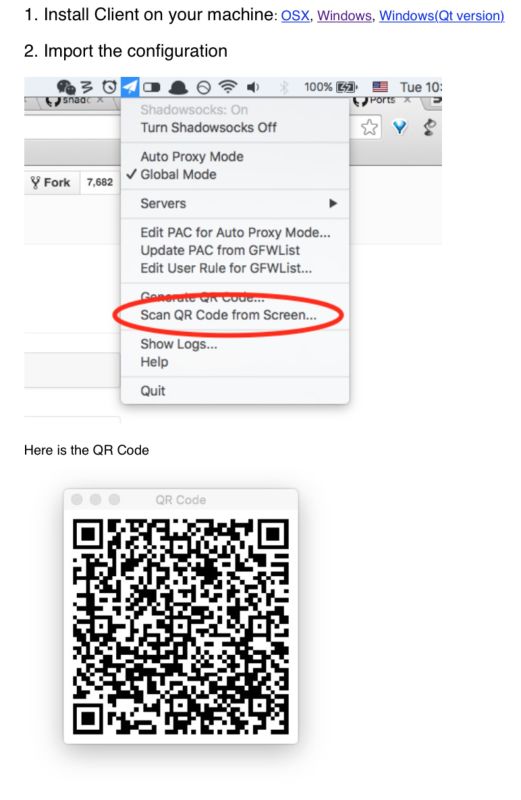 1. Install Client on your machine: OSX, Windows, Windows(Qt version)
2. Import the configuration
100% Tue 10:
Shadowsocks: On
Ports
Turn Shadowsocks Off
Auto Proxy Mode
Fork 7,682
✓ Global Mode
Servers
Edit PAC for Auto Proxy Mode...
Update PAC from GFWList
Edit User Rule for GFWList...
Generate QR Code...
Scan QR Code from Screen...
Show Logs...
Help
Quit
Here is the QR Code
QR Code